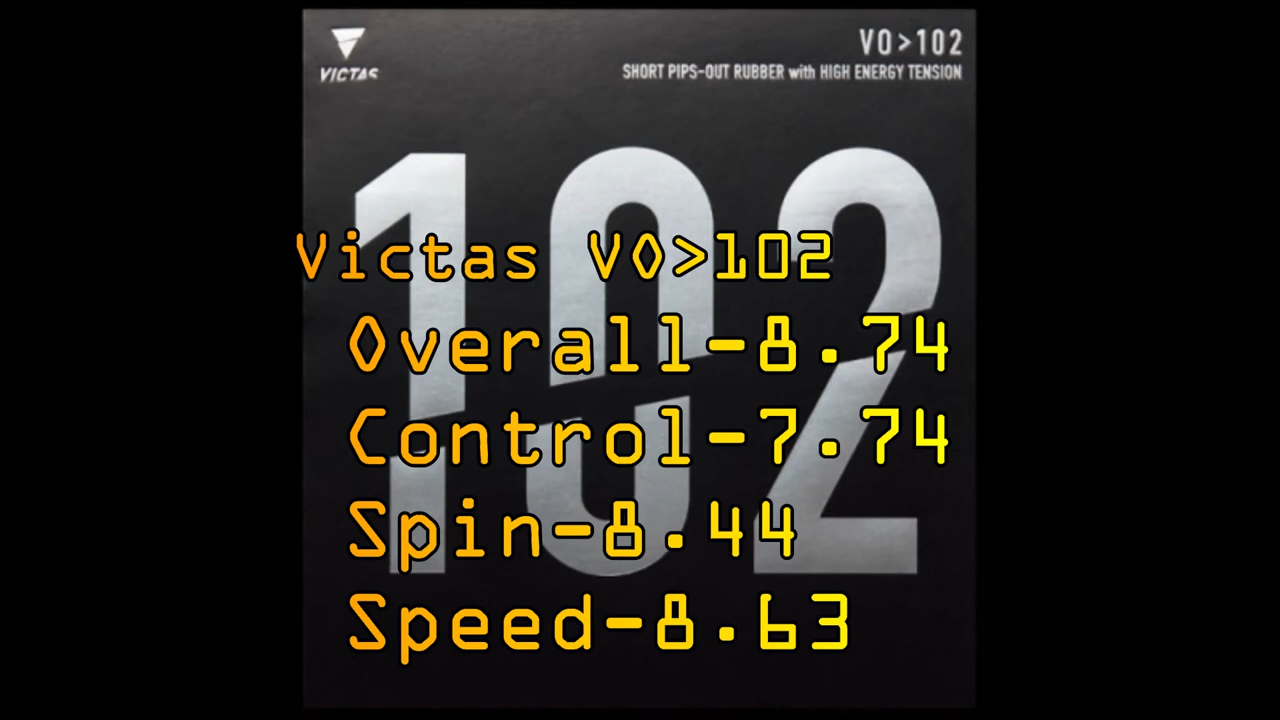 VICTAS
VO>102
SHORT PIPS-OUT RUBBER with HIGH ENERGY TENSION
102
Victas VO>102
Overall-8.74
Control-7.74
Spin-8.44
Speed-8.63